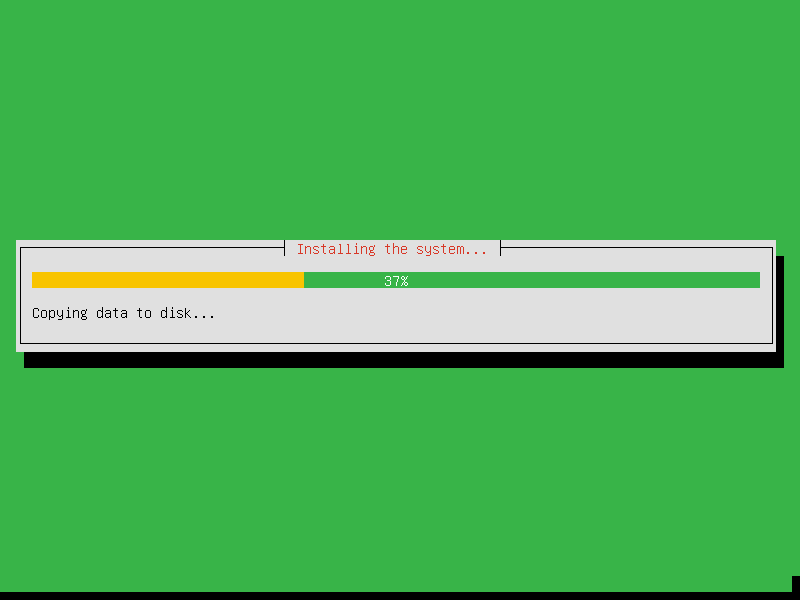 Installing the system...
37%
Copying data to disk...